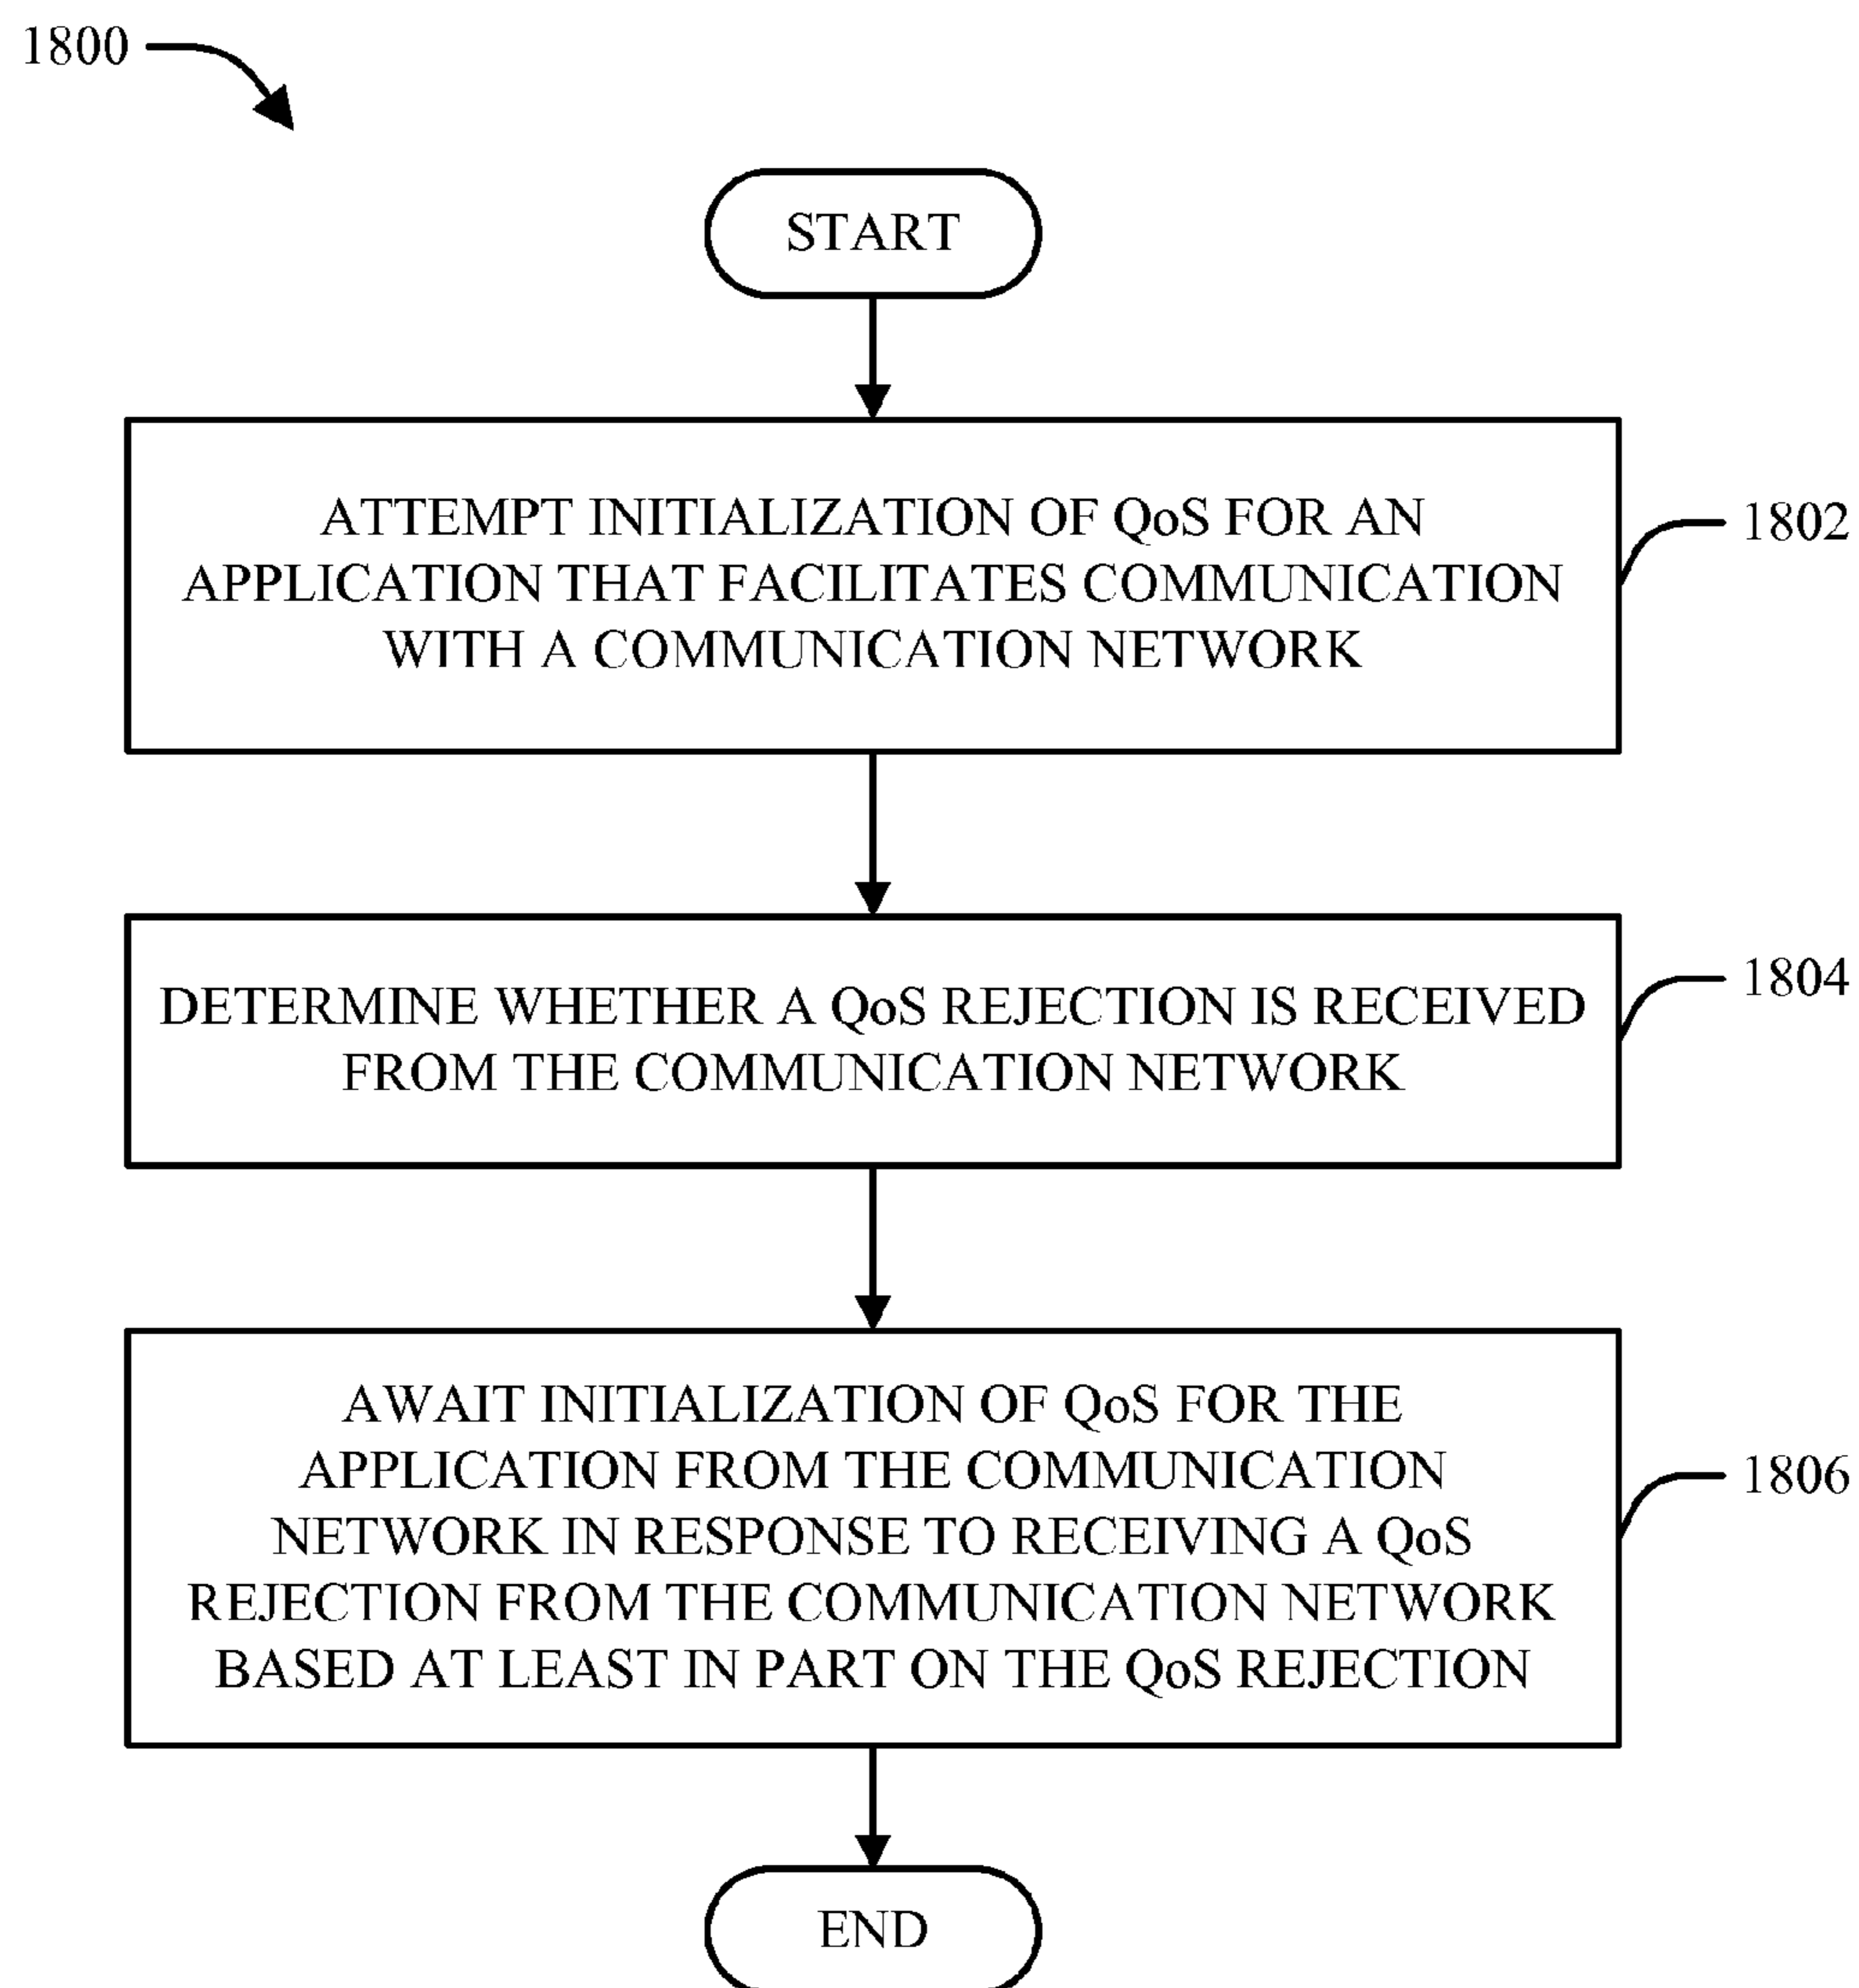 1800
START
ATTEMPT INITIALIZATION OF QoS FOR AN
APPLICATION THAT FACILITATES COMMUNICATION
WITH A COMMUNICATION NETWORK
1802
DETERMINE WHETHER A QoS REJECTION IS RECEIVED
FROM THE COMMUNICATION NETWORK
1804
AWAIT INITIALIZATION OF QoS FOR THE
APPLICATION FROM THE COMMUNICATION
NETWORK IN RESPONSE TO RECEIVING A QoS
REJECTION FROM THE COMMUNICATION NETWORK
BASED AT LEAST IN PART ON THE QoS REJECTION
1806
END